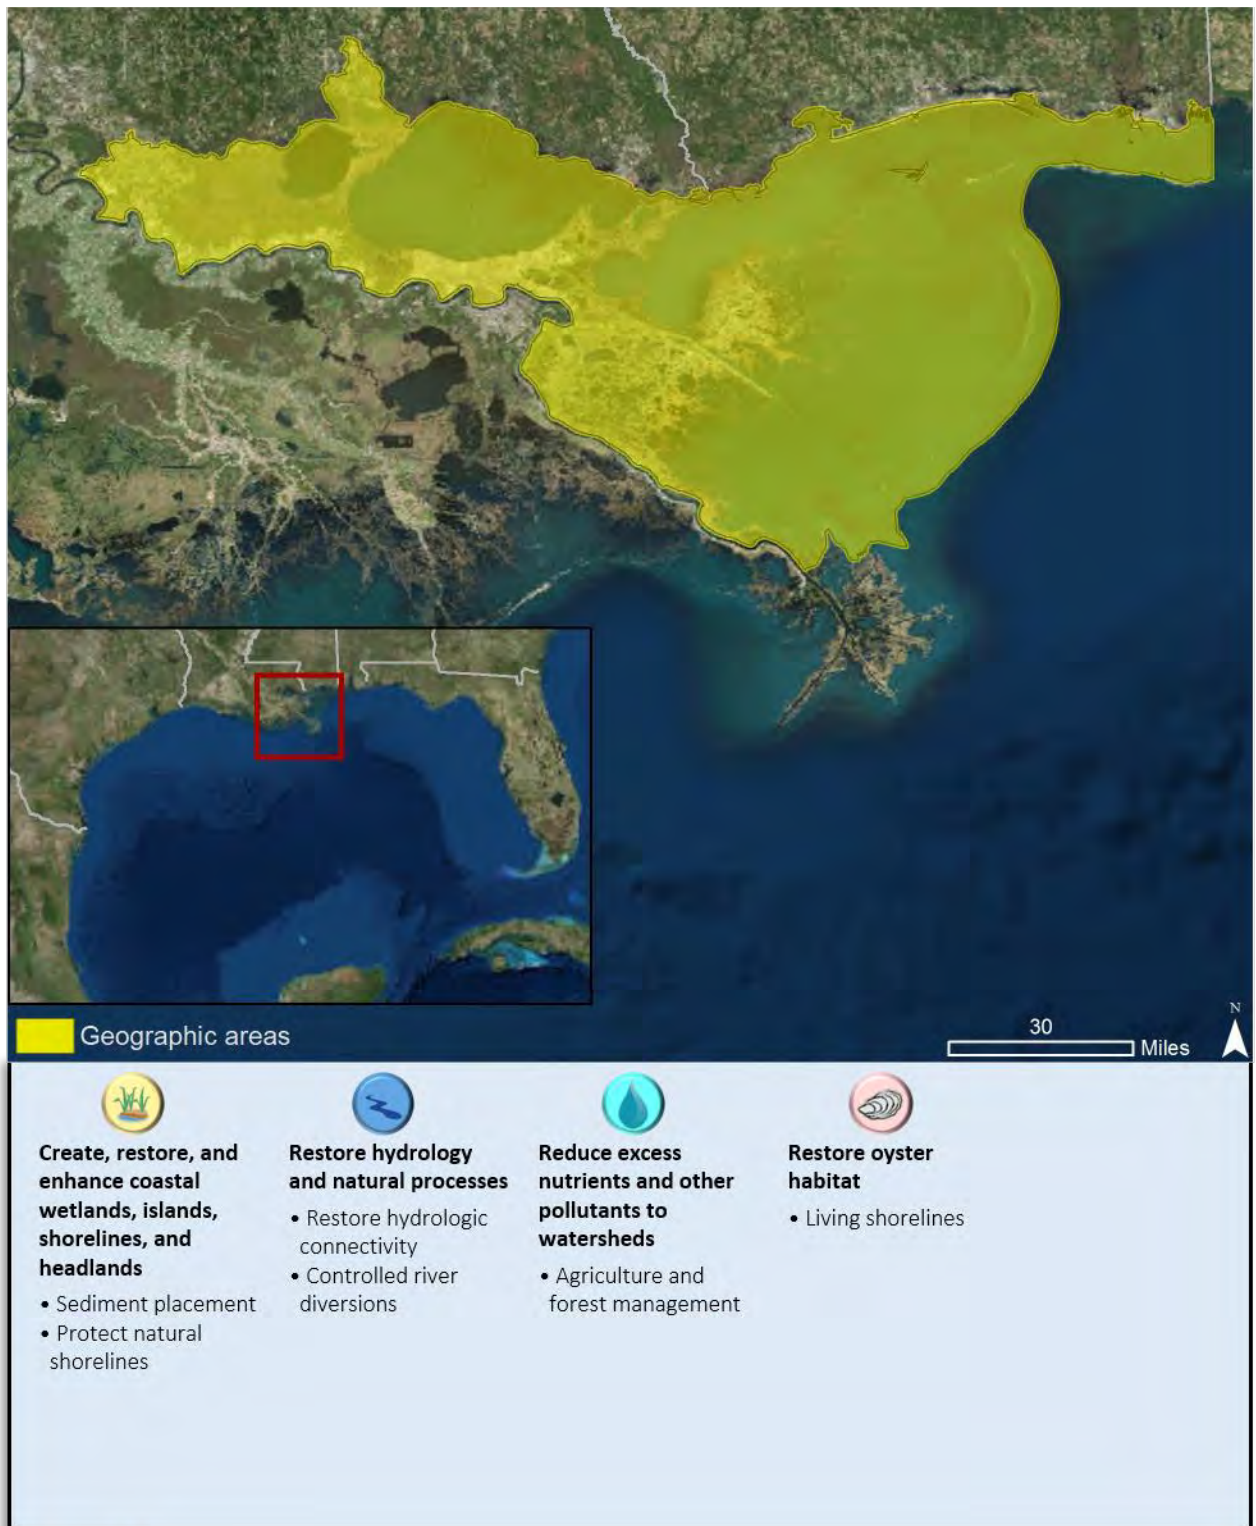 Geographic areas
30
Miles
N
Create, restore, and
enhance coastal
wetlands, islands,
shorelines, and
headlands
• Sediment placement
• Protect natural
shorelines
Restore hydrology
and natural processes
• Restore hydrologic
connectivity
• Controlled river
diversions
Reduce excess
nutrients and other
pollutants to
watersheds
• Agriculture and
forest management
Restore oyster
habitat
• Living shorelines